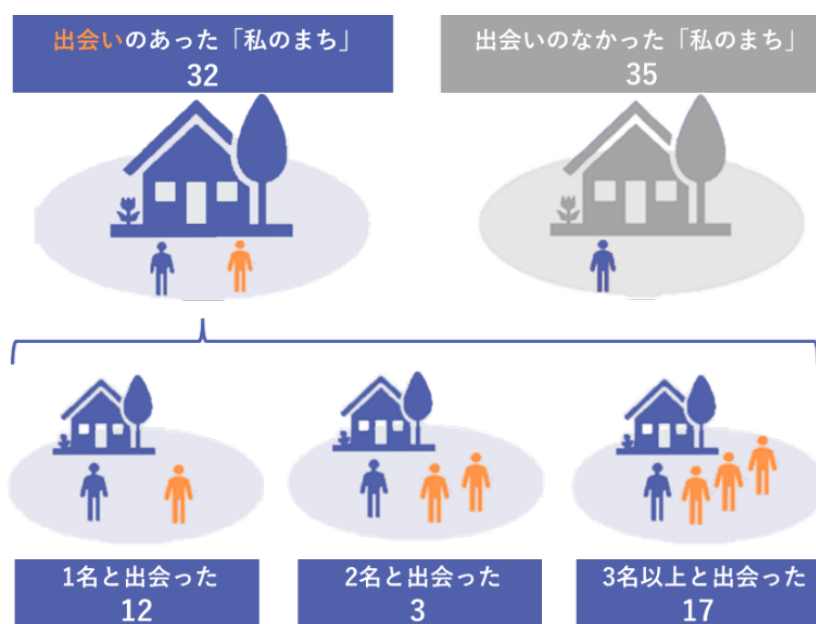 出会いのあった「私のまち」
32
出会いのなかった「私のまち」
35
1名と出会った
12
2名と出会った
3
3名以上と出会った
17